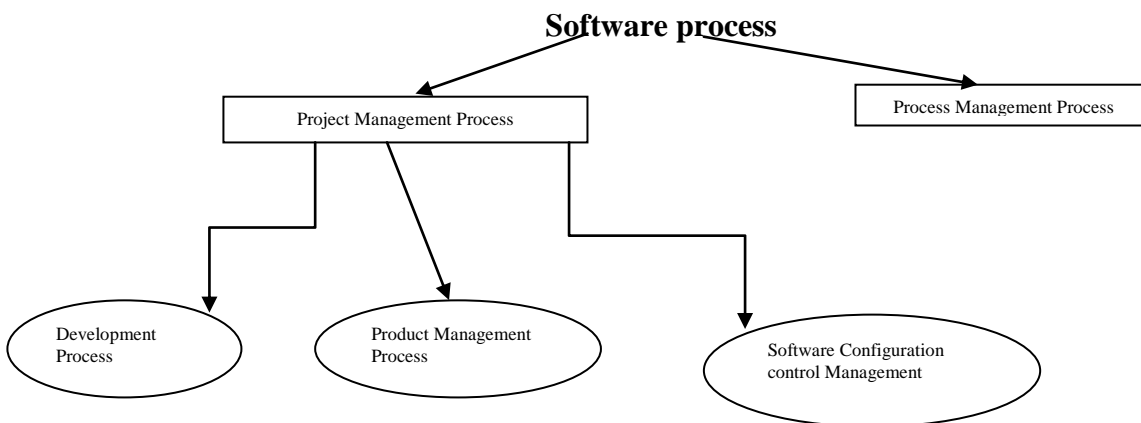 Software process
Project Management Process
Process Management Process
Development
Process
Product Management
Process
Software Configuration
control Management